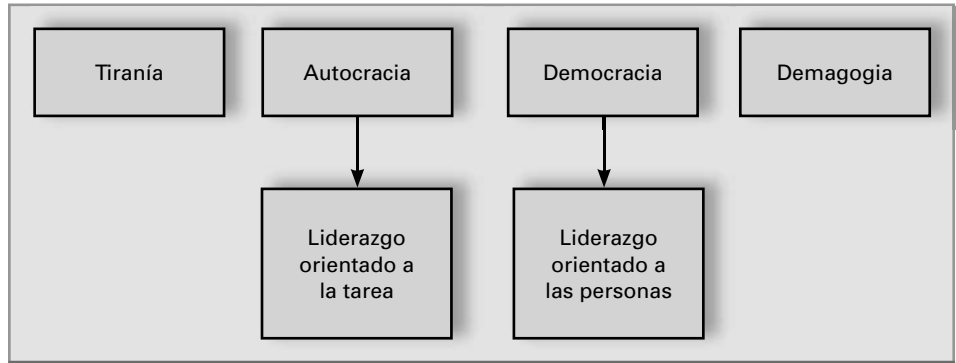 Tiranía
Autocracia
Democracia
Demagogia
Liderazgo
orientado a
la tarea
Liderazgo
orientado a
las personas